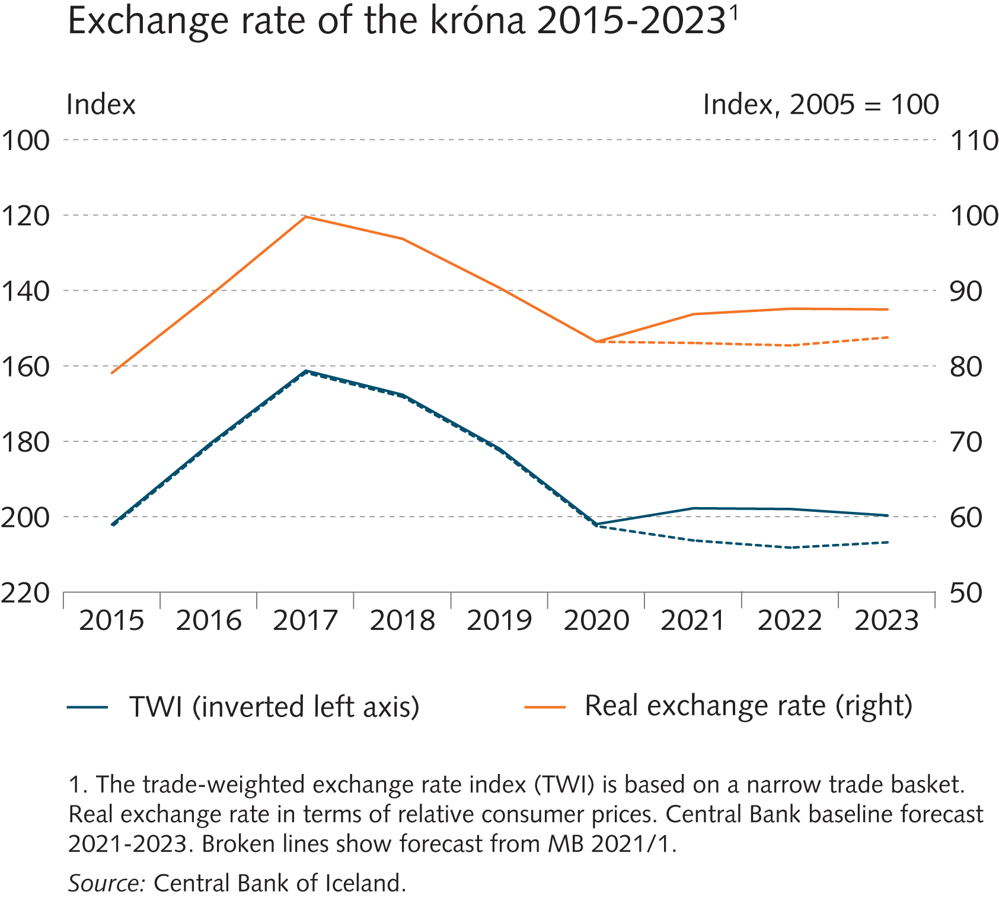 Exchange rate of the króna 2015-2023¹
Index
Index, 2005 = 100
100
110
120
100
140
90
160
80
180
70
200
60
220
50
2015 2016 2017 2018 2019 2020 2021 2022 2023
TWI (inverted left axis)
Real exchange rate (right)
1. The trade-weighted exchange rate index (TWI) is based on a narrow trade basket.
Real exchange rate in terms of relative consumer prices. Central Bank baseline forecast
2021-2023. Broken lines show forecast from MB 2021/1.
Source: Central Bank of Iceland.